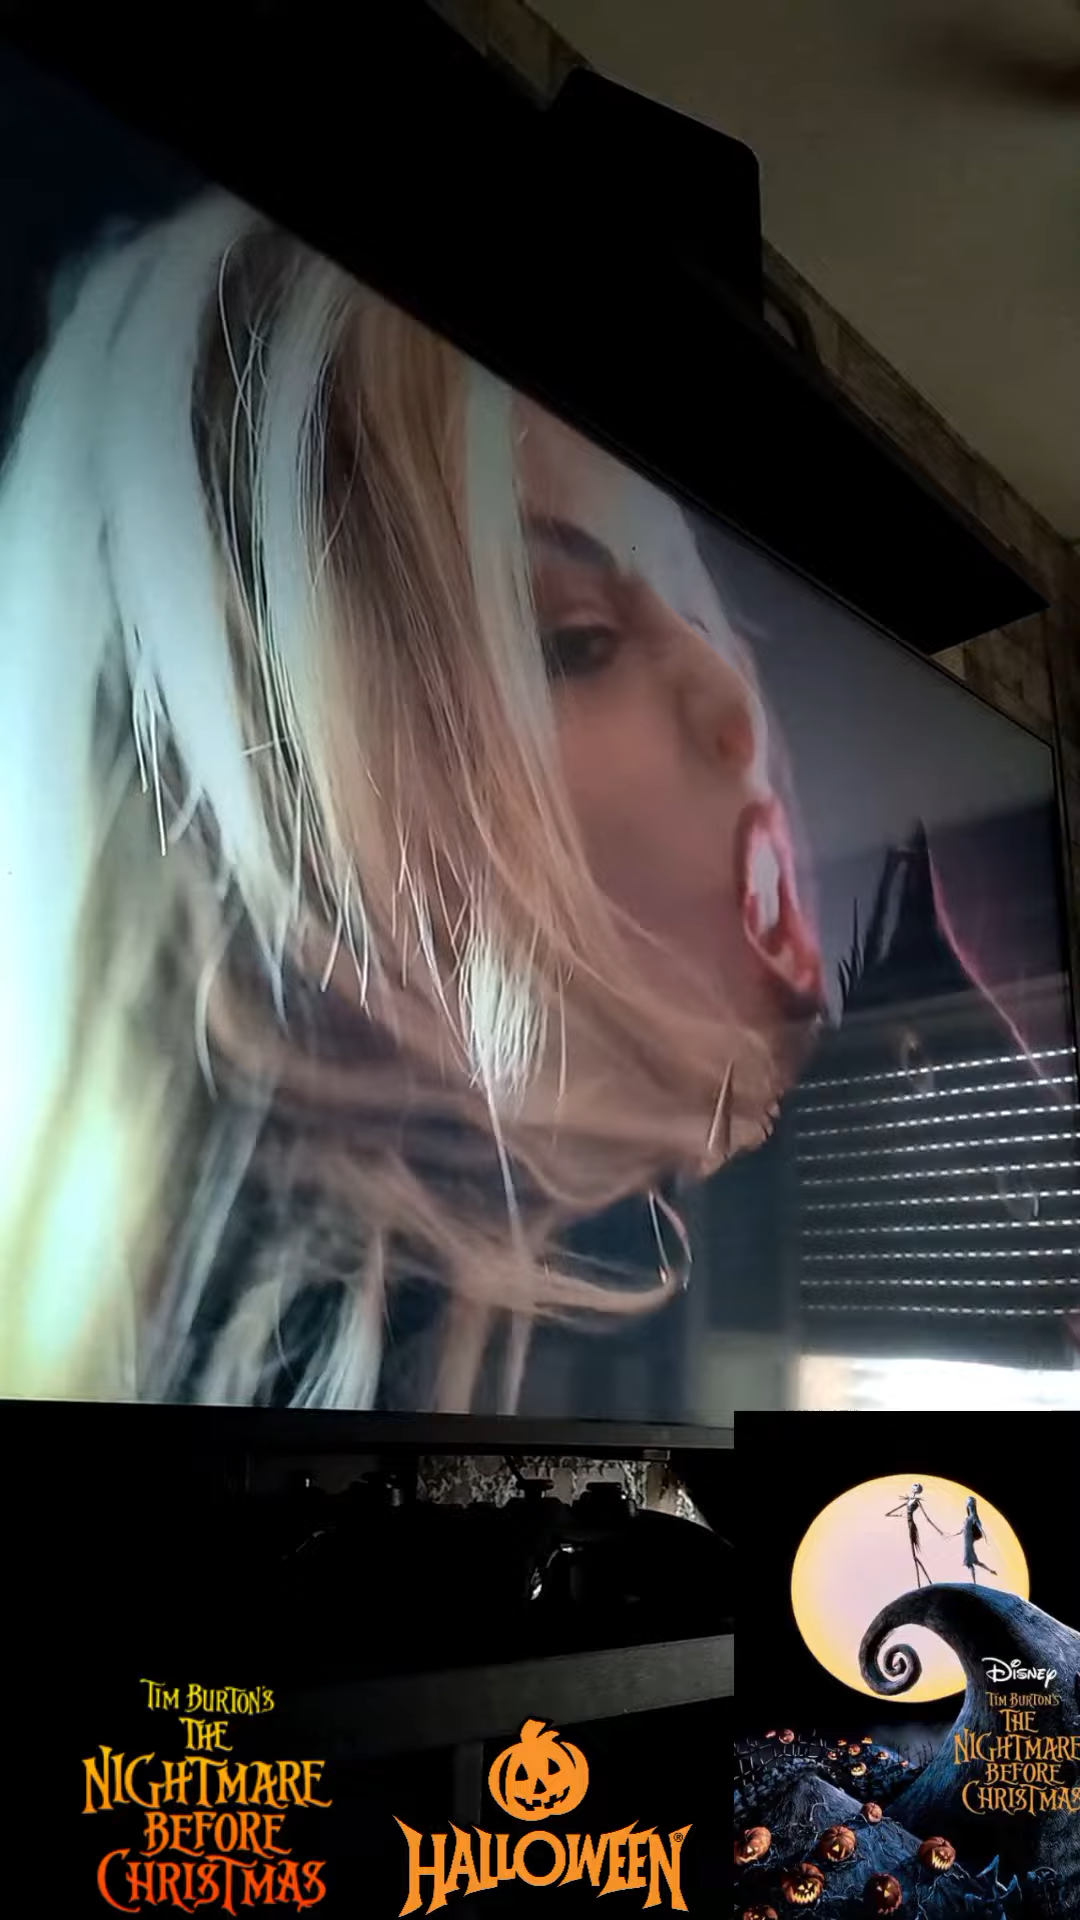 TIM BURTON'S
THE
NIGHTMARE
BEFORE
CHRISTMAS
HALLOWEEN®
DISNEY
TIM BURTON'S
THE
NIGHTMARE
BEFORE
CHRISTMAS